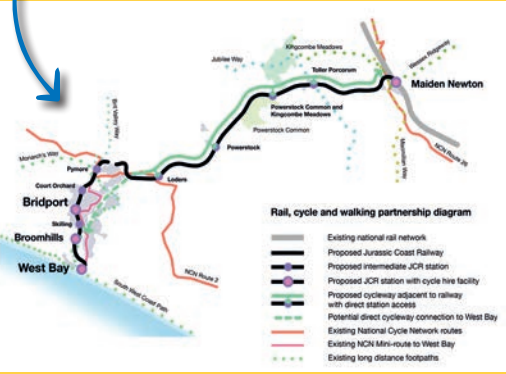 Kingcombe Meadows
Jubilee Way
Wessex Ridgeway
Toller Porcorum
Maiden Newton
Powerstock Common and
Kingcombe Meadows
Powerstock Common
Macmillan Way
NCN Route 26
Brit Valley Way
Powerstock
Monarch's Way
Pymore
Loders
Court Orchard
Bridport
Skilling
Broomhills
West Bay
NCN Route 2
South West Coast Path
Rail, cycle and walking partnership diagram
Existing national rail network
Proposed Jurassic Coast Railway
Proposed intermediate JCR station
Proposed JCR station with cycle hire facility
Proposed cycleway adjacent to railway
with direct station access
Potential direct cycleway connection to West Bay
Existing National Cycle Network routes
Existing NCN Mini-route to West Bay
Existing long distance footpaths